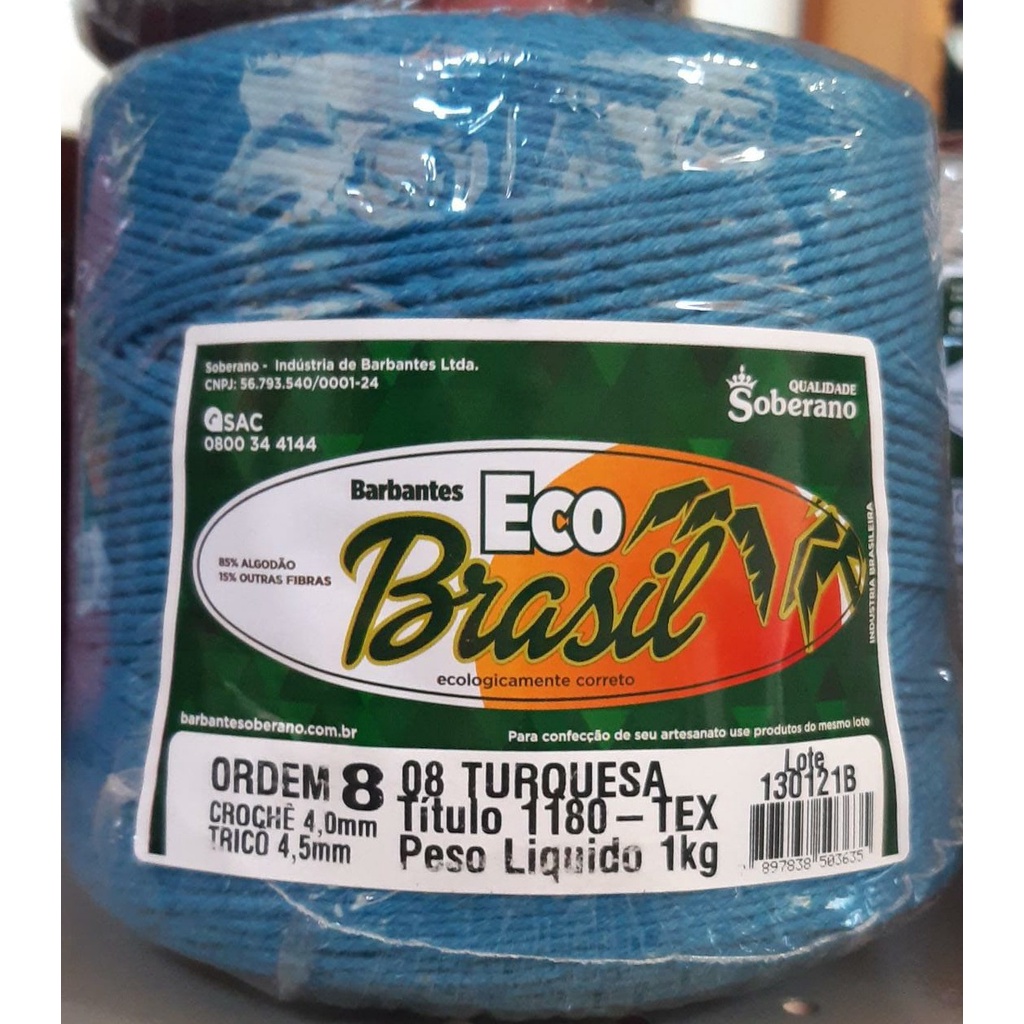 Soberano - Indústria de Barbantes Ltda.
CNPJ: 56.793.540/0001-24
SAC
0800 34 4144
QUALIDADE
Soberano
Barbantes Eco
Brasil
85% ALGODÃO
15% OUTRAS FIBRAS
ecologicamente correto
INDÚSTRIA BRASILEIRA
barbantesoberano.com.br
Para confecção de seu artesanato use produtos do mesmo lote
ORDEM 8
CROCHÊ 4,0mm
TRICO 4,5mm
08 TURQUESA
Título 1180 – TEX
Peso Liquido 1kg
Lote
130121B
897838 503635